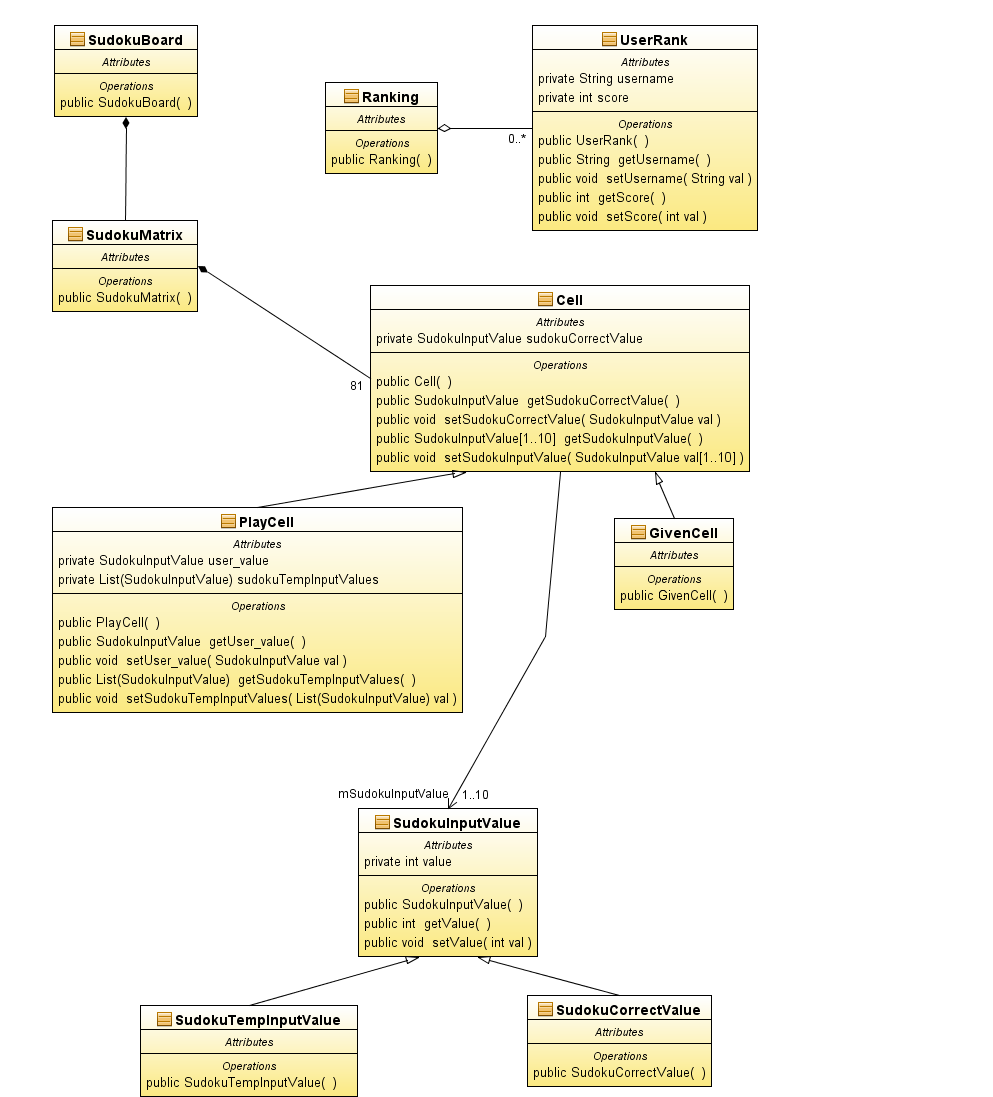 SudokuBoard
Attributes
Operations
public SudokuBoard( )
UserRank
Attributes
private String username
private int score
Operations
public UserRank( )
public String getUsername( )
public void setUsername( String val )
public int getScore( )
public void setScore( int val )
Ranking
Attributes
Operations
public Ranking( )
0..*
SudokuMatrix
Attributes
Operations
public SudokuMatrix( )
81
Cell
Attributes
private SudokuInputValue sudokuCorrectValue
Operations
public Cell( )
public SudokuInputValue getSudokuCorrectValue( )
public void setSudokuCorrectValue( SudokuInputValue val )
public SudokuInputValue[1..10] getSudokuInputValue( )
public void setSudokuInputValue( SudokuInputValue val[1..10] )
PlayCell
Attributes
private SudokuInputValue user_value
private List(SudokuInputValue) sudokuTempInputValues
Operations
public PlayCell( )
public SudokuInputValue getUser_value( )
public void setUser_value( SudokuInputValue val )
public List(SudokuInputValue) getSudokuTempInputValues( )
public void setSudokuTempInputValues( List(SudokuInputValue) val )
GivenCell
Attributes
Operations
public GivenCell( )
mSudokuInputValue 1..10
SudokuInputValue
Attributes
private int value
Operations
public SudokuInputValue( )
public int getValue( )
public void setValue( int val )
SudokuTempInputValue
Attributes
Operations
public SudokuTempInputValue( )
SudokuCorrectValue
Attributes
Operations
public SudokuCorrectValue( )